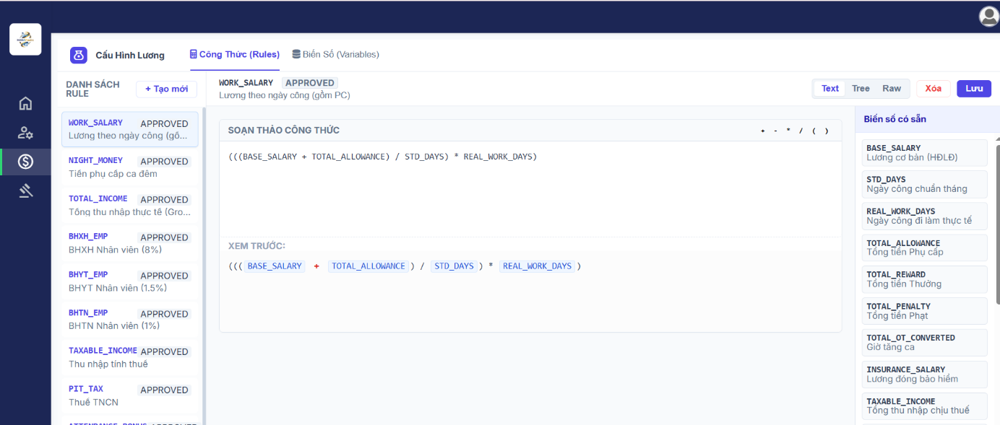 Cấu Hình Lương
Công Thức (Rules)
Biến Số (Variables)
DANH SÁCH
RULE
+ Tạo mới
WORK_SALARY APPROVED
Lương theo ngày công (gồ...
NIGHT_MONEY APPROVED
Tiền phụ cấp ca đêm
TOTAL_INCOME APPROVED
Tổng thu nhập thực tế (Gro...
BHXH_EMP APPROVED
BHXH Nhân viên (8%)
BHYT_EMP APPROVED
BHYT Nhân viên (1.5%)
BHTN_EMP APPROVED
BHTN Nhân viên (1%)
TAXABLE_INCOME APPROVED
Thu nhập tính thuế
PIT_TAX APPROVED
Thuế TNCN
ATTENDANCE_BONUS APPROVED
WORK_SALARY APPROVED
Lương theo ngày công (gồm PC)
Text Tree Raw
Xóa
Lưu
SOẠN THẢO CÔNG THỨC
+ - * / ( )
(((BASE_SALARY + TOTAL_ALLOWANCE) / STD_DAYS) * REAL_WORK_DAYS)
XEM TRƯỚC:
((( BASE_SALARY + TOTAL_ALLOWANCE ) / STD_DAYS ) * REAL_WORK_DAYS )
Biến số có sẵn
BASE_SALARY
Lương cơ bản (HĐLĐ)
STD_DAYS
Ngày công chuẩn tháng
REAL_WORK_DAYS
Ngày công đi làm thực tế
TOTAL_ALLOWANCE
Tổng tiền Phụ cấp
TOTAL_REWARD
Tổng tiền Thưởng
TOTAL_PENALTY
Tổng tiền Phạt
TOTAL_OT_CONVERTED
Giờ tăng ca
INSURANCE_SALARY
Lương đóng bảo hiểm
TAXABLE_INCOME
Tổng thu nhập chịu thuế